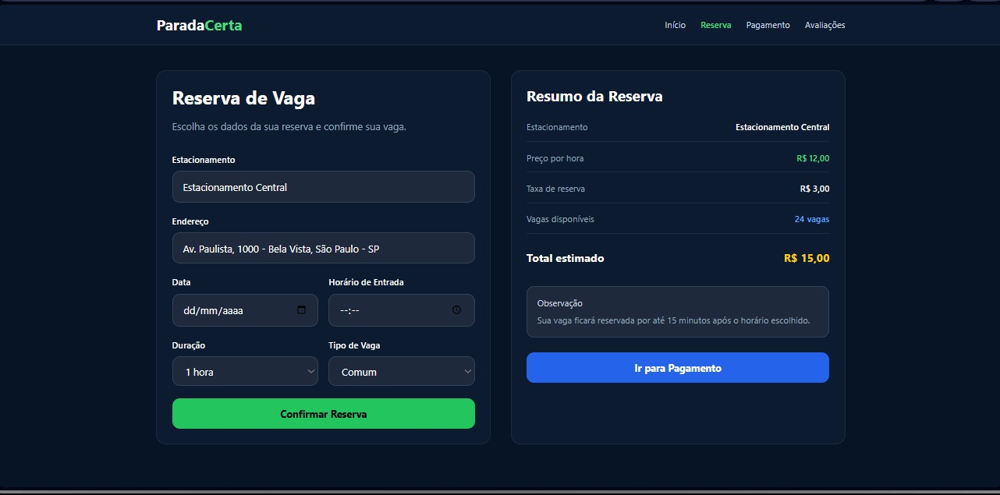 ParadaCerta
Início Reserva Pagamento Avaliações
Reserva de Vaga
Escolha os dados da sua reserva e confirme sua vaga.
Estacionamento
Estacionamento Central
Endereço
Av. Paulista, 1000 - Bela Vista, São Paulo - SP
Data Horário de Entrada
dd/mm/aaaa --:--
Duração Tipo de Vaga
1 hora Comum
Confirmar Reserva
Resumo da Reserva
Estacionamento Estacionamento Central
Preço por hora R$ 12,00
Taxa de reserva R$ 3,00
Vagas disponíveis 24 vagas
Total estimado R$ 15,00
Observação
Sua vaga ficará reservada por até 15 minutos após o horário escolhido.
Ir para Pagamento